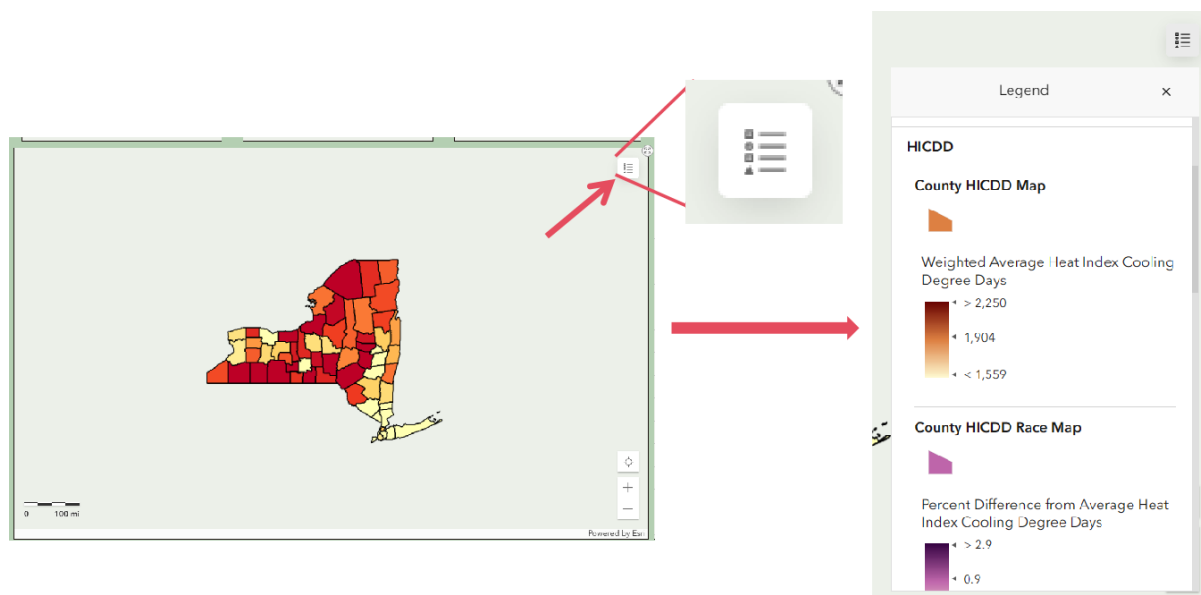 0 100 mi
Powered by Esri
Legend
HICDD
County HICDD Map
Weighted Average Heat Index Cooling
Degree Days
> 2,250
1,904
< 1,559
County HICDD Race Map
Percent Difference from Average Heat
Index Cooling Degree Days
> 2.9
0.9